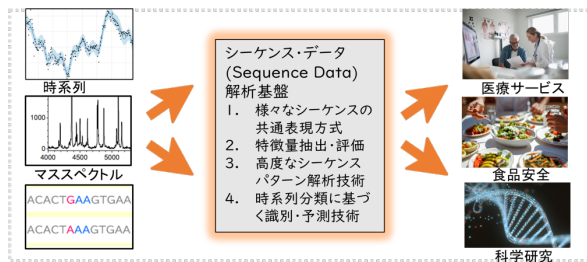 時系列
1000
0
4000
4500
5000
マススペクトル
ACACTGAAGTGAA
ACACTAAAGTGAA
シーケンス・データ
(Sequence Data)
解析基盤
1. 様々なシーケンスの
共通表現方式
2. 特徴量抽出・評価
3. 高度なシーケンス
パターン解析技術
4. 時系列分類に基づ
く識別・予測技術
医療サービス
食品安全
科学研究